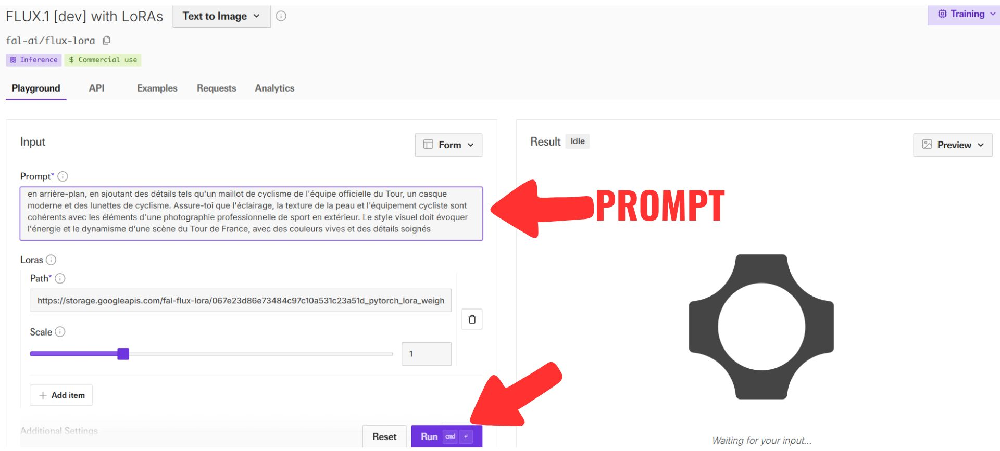 FLUX.1 [dev] with LoRAs
Text to Image
Training
fal-ai/flux-lora
Inference
$ Commercial use
Playground
API
Examples
Requests
Analytics
Input
Form
Prompt*
en arrière-plan, en ajoutant des détails tels qu'un maillot de cyclisme de l'équipe officielle du Tour, un casque
moderne et des lunettes de cyclisme. Assure-toi que l'éclairage, la texture de la peau et l'équipement cycliste sont
cohérents avec les éléments d'une photographie professionnelle de sport en extérieur. Le style visuel doit évoquer
l'énergie et le dynamisme d'une scène du Tour de France, avec des couleurs vives et des détails soignés
Loras
Path*
https://storage.googleapis.com/fal-flux-lora/067e23d86e73484c97c10a531c23a51d_pytorch_lora_weigh
Scale
1
+ Add item
Additional Settings
Reset
Run cmd ↵
Result Idle
Preview
PROMPT
Waiting for your input...